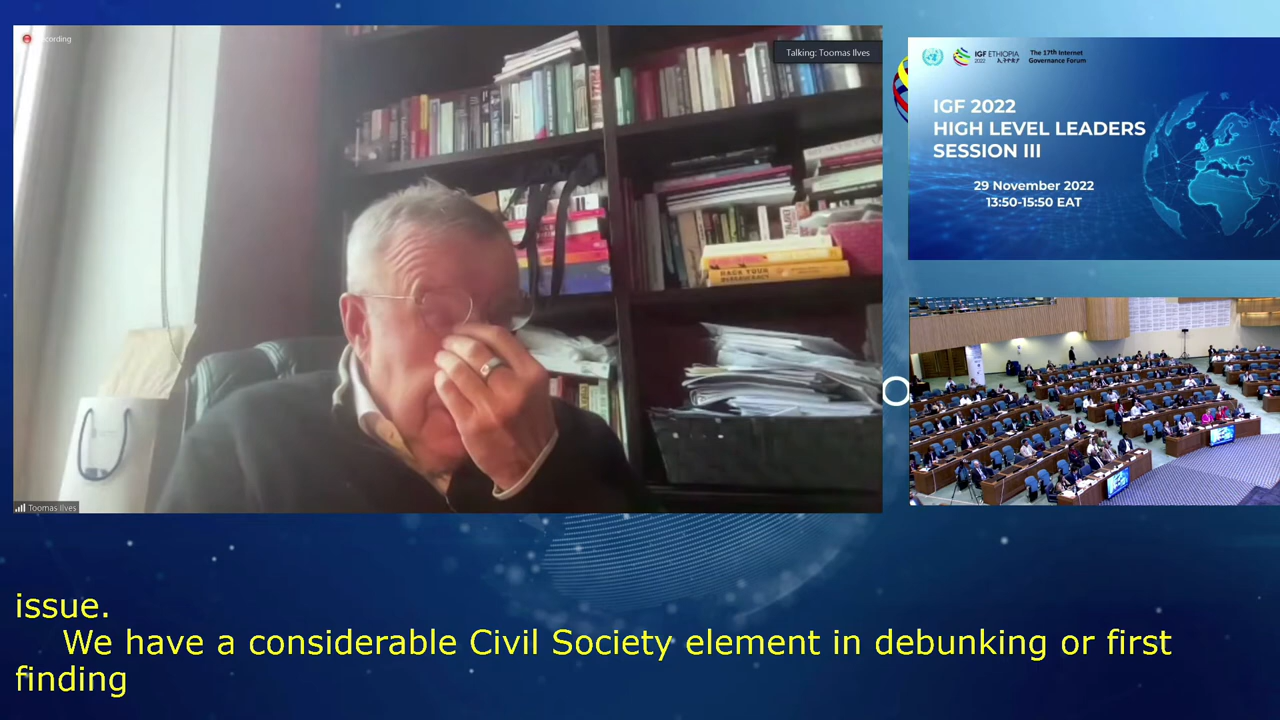 Talking: Toomas Ilves
Toomas Ilves
IGF ETHIOPIA
2022 ኢትዮጵያ
The 17th Internet
Governance Forum
IGF 2022
HIGH LEVEL LEADERS
SESSION III
29 November 2022
13:50-15:50 EAT
HACK YOUR
BUREAUCRACY
issue.
We have a considerable Civil Society element in debunking or first
finding